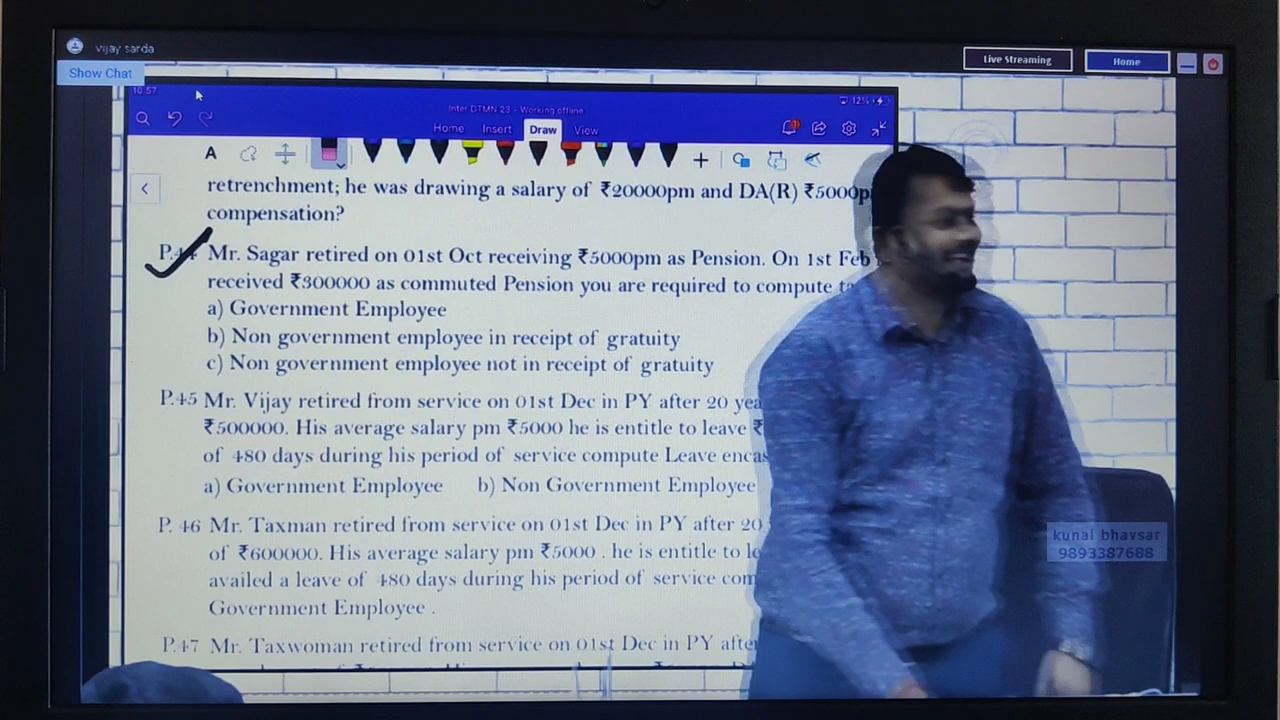 vijay sarda
Live Streaming
Home
Show Chat
10:57
12%
Inter DTMN 23 - Working offline
Home Insert Draw View
A
retrenchment; he was drawing a salary of ₹20000pm and DA(R) ₹5000p
compensation?
Mr. Sagar retired on 01st Oct receiving ₹5000pm as Pension. On 1st Feb
received ₹300000 as commuted Pension you are required to compute ta
a) Government Employee
b) Non government employee in receipt of gratuity
c) Non government employee not in receipt of gratuity
P.45 Mr. Vijay retired from service on 01st Dec in PY after 20 yea
₹500000. His average salary pm ₹5000 he is entitle to leave ₹
of 480 days during his period of service compute Leave encas
a) Government Employee b) Non Government Employee
P. 46 Mr. Taxman retired from service on 01st Dec in PY after 20
of ₹600000. His average salary pm ₹5000 . he is entitle to le
availed a leave of 480 days during his period of service com
Government Employee .
P.47 Mr. Taxwoman retired from service on 01st Dec in PY after
kunal bhavsar
9893387688